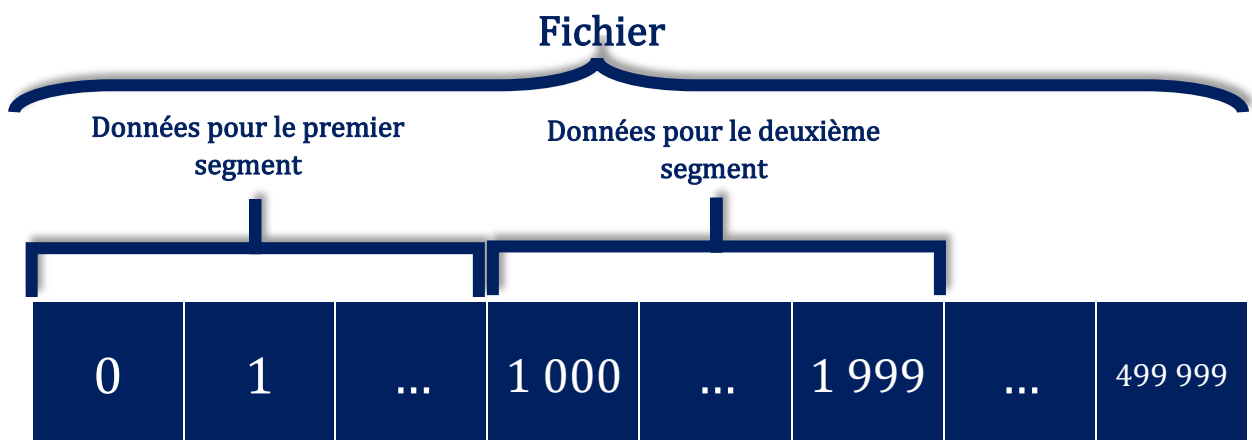 Fichier
Données pour le premier
segment
Données pour le deuxième
segment
0 1 ... 1 000 ... 1 999 ... 499 999